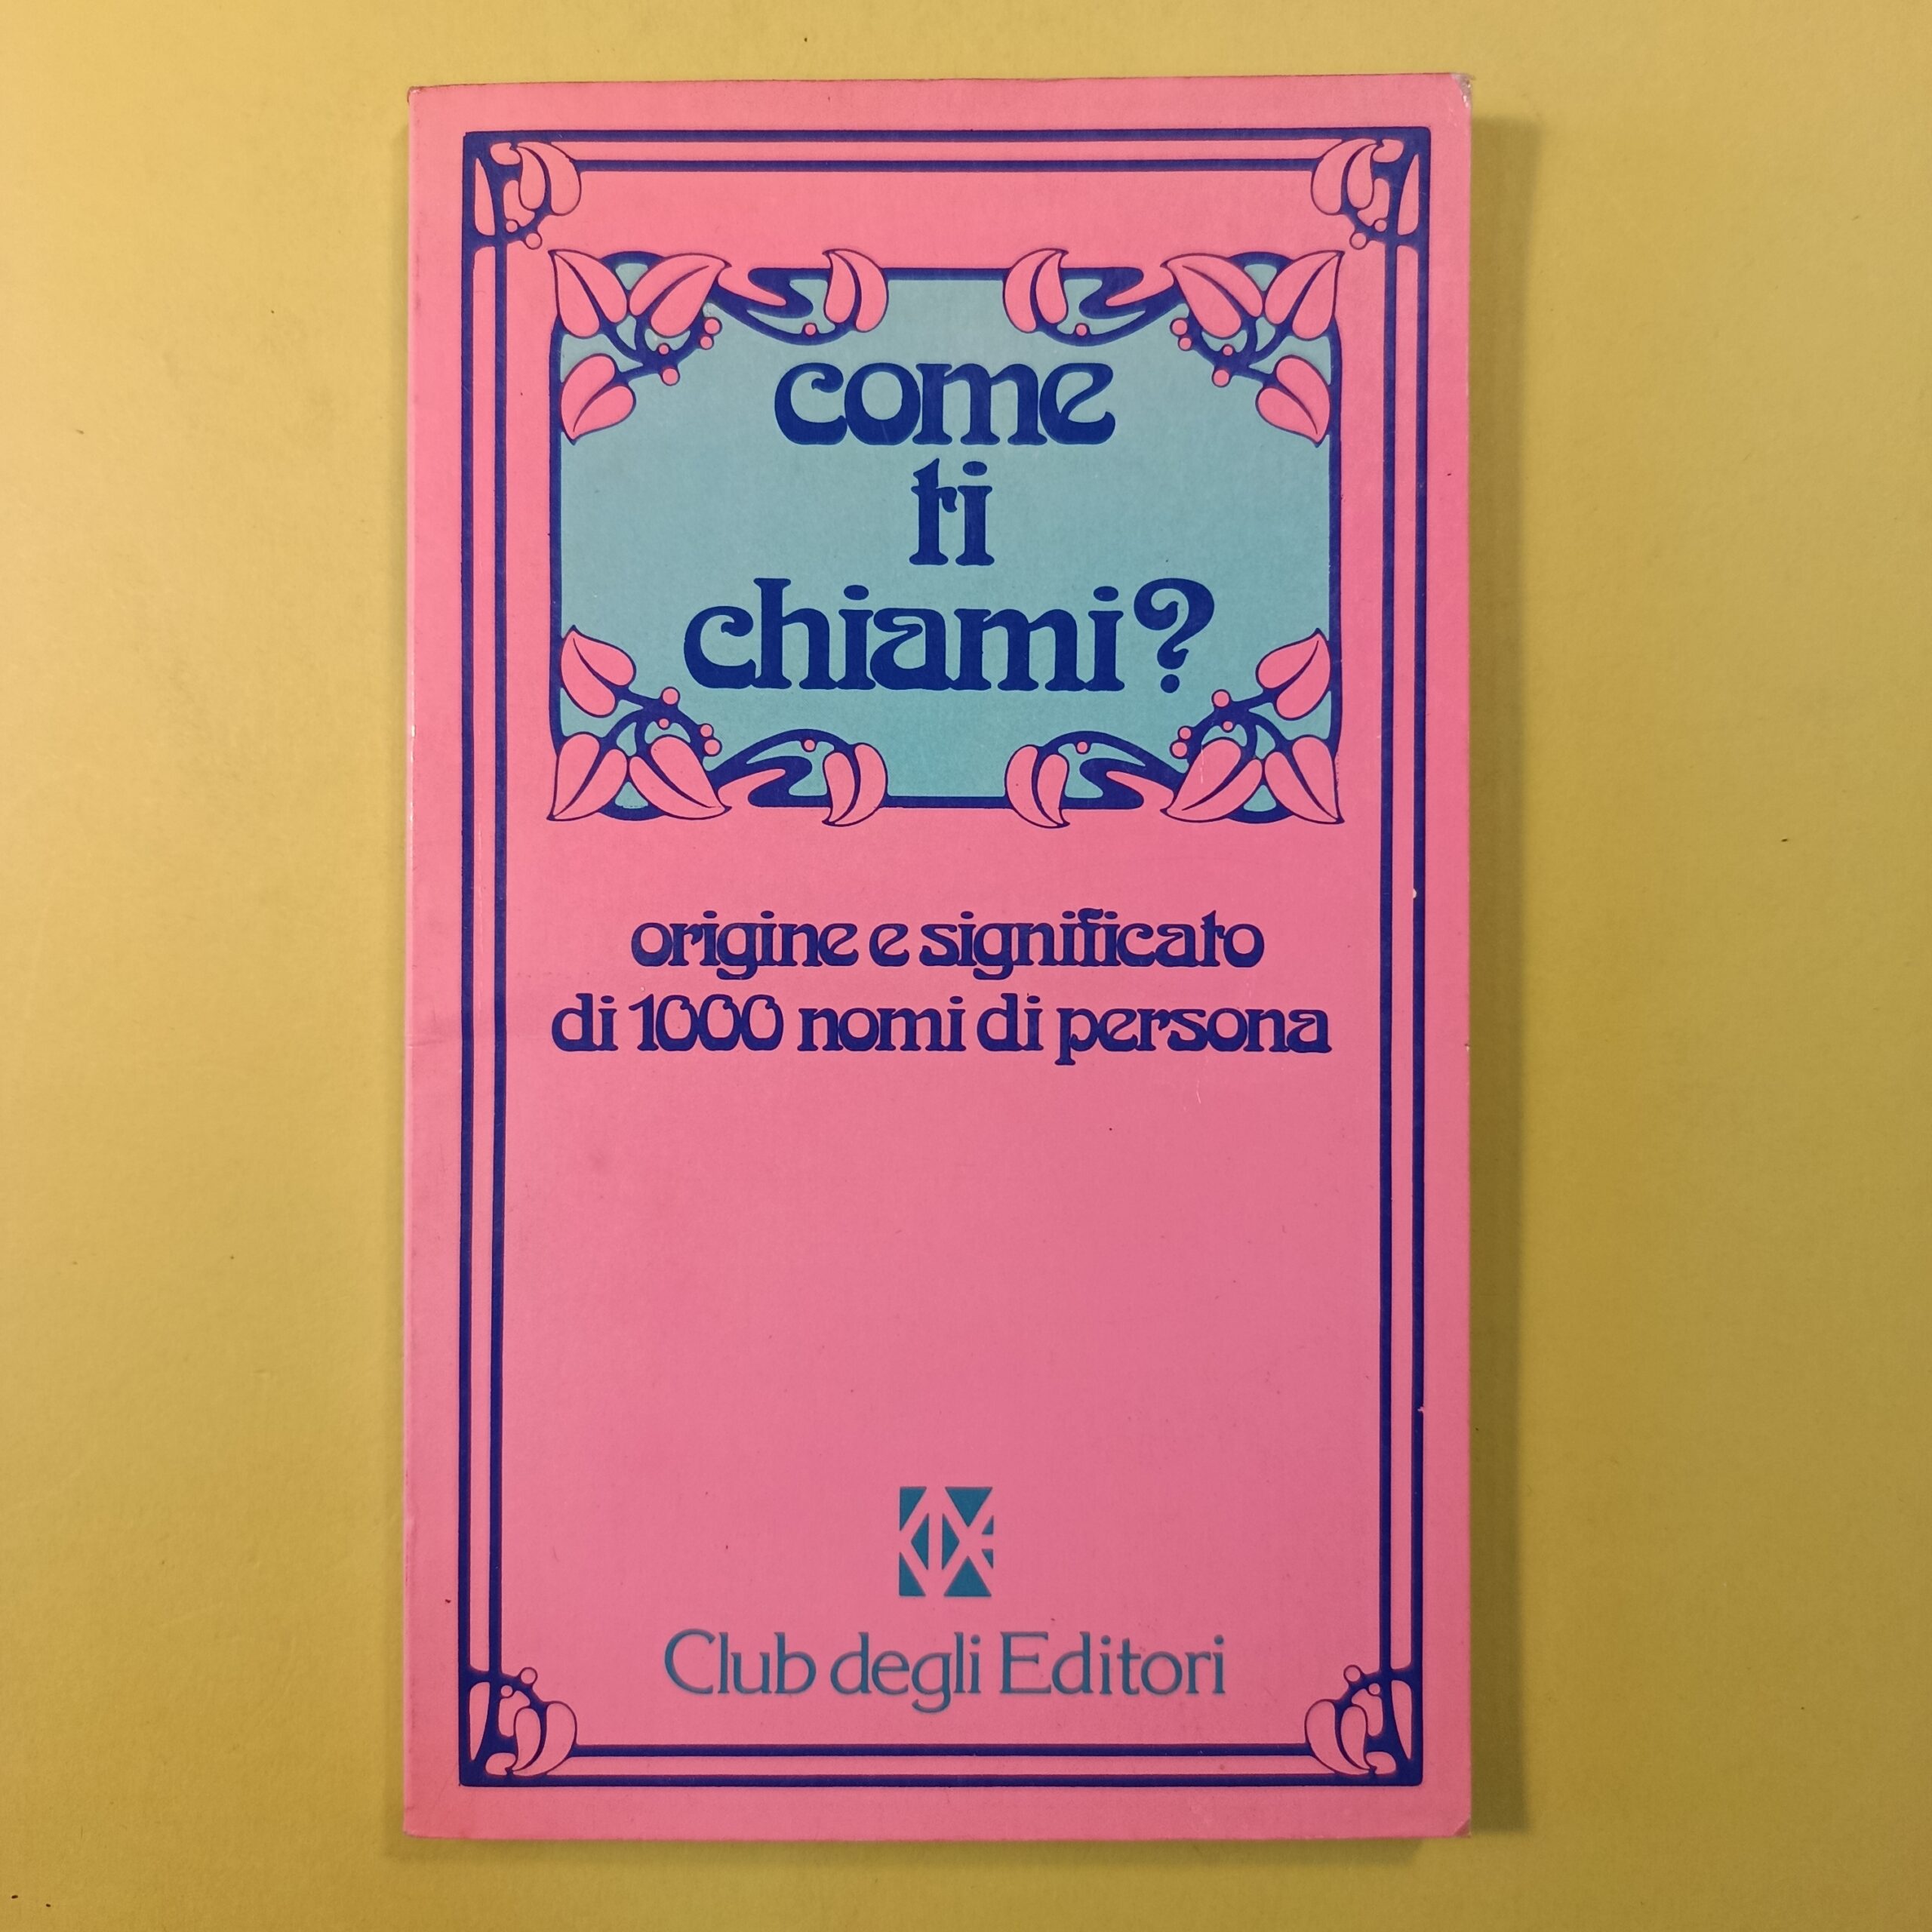 come
ti
chiami?
origine e significato
di 1000 nomi di persona
Club degli Editori